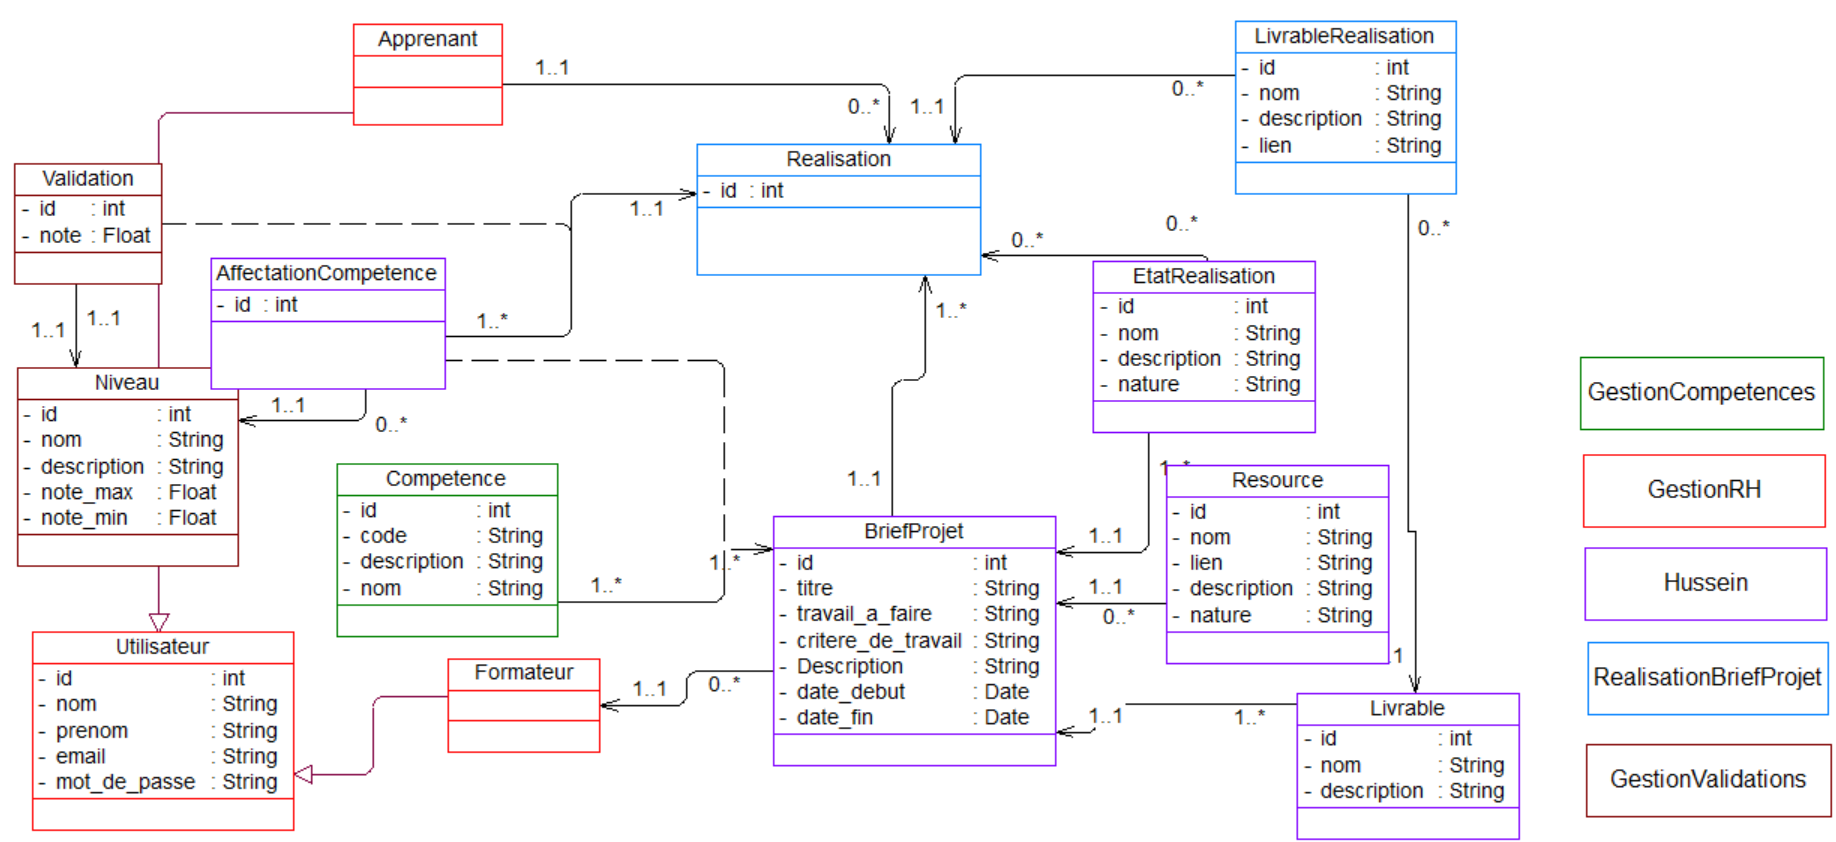 Apprenant
1..1
0..*
LivrableRealisation
- id : int
- nom : String
- description : String
- lien : String
0..*
1..1
0..*
Realisation
- id : int
Validation
- id : int
- note : Float
1..1
1..1
1..1
AffectationCompetence
- id : int
1..*
0..*
0..*
EtatRealisation
- id : int
- nom : String
- description : String
- nature : String
1..*
1..1
Niveau
- id : int
- nom : String
- description : String
- note_max : Float
- note_min : Float
1..1
0..*
Competence
- id : int
- code : String
- description : String
- nom : String
1..*
1..*
BriefProjet
- id : int
- titre : String
- travail_a_faire : String
- critere_de_travail : String
- Description : String
- date_debut : Date
- date_fin : Date
1..*
1..1
Resource
- id : int
- nom : String
- lien : String
- description : String
- nature : String
1..1
0..*
1
Utilisateur
- id : int
- nom : String
- prenom : String
- email : String
- mot_de_passe : String
Formateur
1..1
0..*
1..1
1..*
Livrable
- id : int
- nom : String
- description : String
GestionCompetences
GestionRH
Hussein
RealisationBriefProjet
GestionValidations